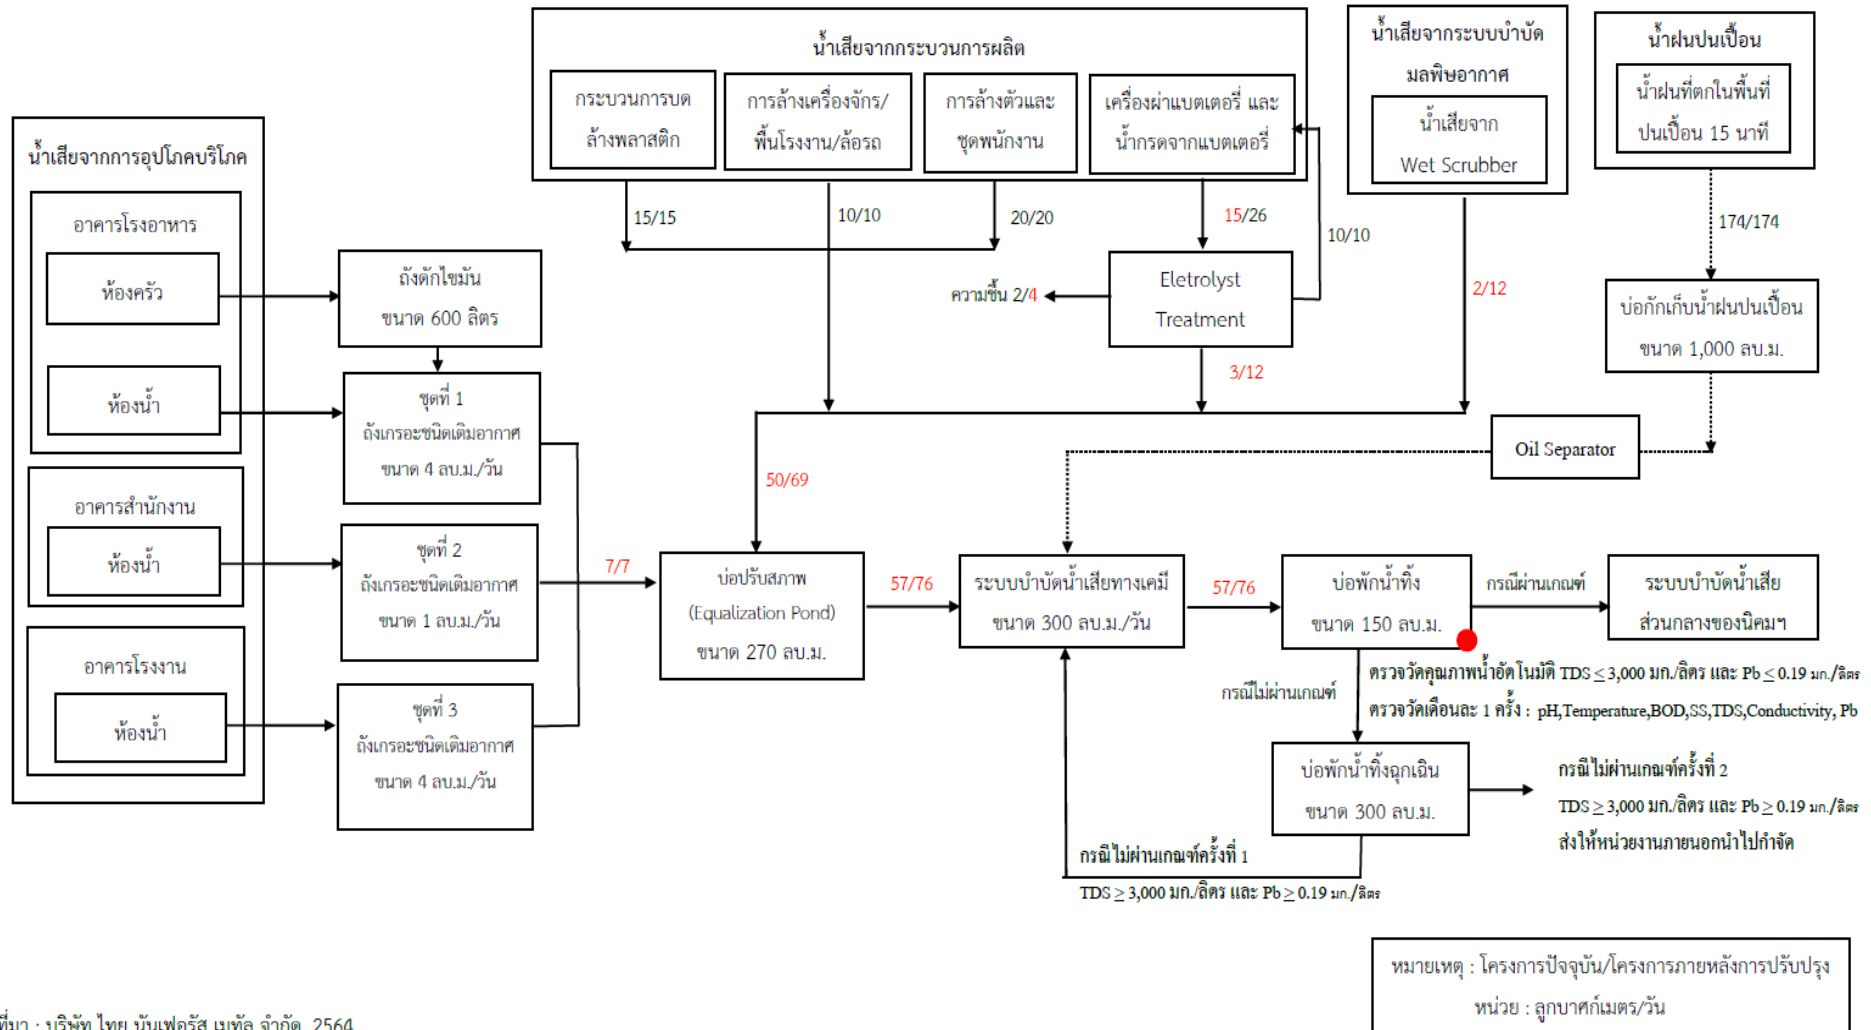 น้ำเสียจากกระบวนการผลิต
กระบวนการบด
ล้างพลาสติก
การล้างเครื่องจักร/
พื้นโรงงาน/ล้อรถ
การล้างตัวและ
ชุดพนักงาน
เครื่องผ่าแบตเตอรี่ และ
น้ำกรดจากแบตเตอรี่
น้ำเสียจากระบบบำบัด
มลพิษอากาศ
น้ำเสียจาก
Wet Scrubber
น้ำฝนปนเปื้อน
น้ำฝนที่ตกในพื้นที่
ปนเปื้อน 15 นาที
15/15
10/10
20/20
15/26
10/10
2/12
174/174
น้ำเสียจากการอุปโภคบริโภค
อาคารโรงอาหาร
ห้องครัว
ห้องน้ำ
อาคารสำนักงาน
ห้องน้ำ
อาคารโรงงาน
ห้องน้ำ
ถังดักไขมัน
ขนาด 600 ลิตร
ชุดที่ 1
ถังเกรอะชนิดเติมอากาศ
ขนาด 4 ลบ.ม./วัน
ชุดที่ 2
ถังเกรอะชนิดเติมอากาศ
ขนาด 1 ลบ.ม./วัน
ชุดที่ 3
ถังเกรอะชนิดเติมอากาศ
ขนาด 4 ลบ.ม./วัน
ความชื้น 2/4
Eletrolyst
Treatment
3/12
บ่อกักเก็บน้ำฝนปนเปื้อน
ขนาด 1,000 ลบ.ม.
Oil Separator
50/69
7/7
บ่อปรับสภาพ
(Equalization Pond)
ขนาด 270 ลบ.ม.
57/76
ระบบบำบัดน้ำเสียทางเคมี
ขนาด 300 ลบ.ม./วัน
57/76
บ่อพักน้ำทิ้ง
ขนาด 150 ลบ.ม.
กรณีผ่านเกณฑ์
ระบบบำบัดน้ำเสีย
ส่วนกลางของนิคมฯ
ตรวจวัดคุณภาพน้ำอัตโนมัติ TDS ≤ 3,000 มก./ลิตร และ Pb ≤ 0.19 มก./ลิตร
กรณีไม่ผ่านเกณฑ์
ตรวจวัดเดือนละ 1 ครั้ง : pH,Temperature,BOD,SS,TDS,Conductivity, Pb
บ่อพักน้ำทิ้งฉุกเฉิน
ขนาด 300 ลบ.ม.
กรณีไม่ผ่านเกณฑ์ครั้งที่ 2
TDS ≥ 3,000 มก./ลิตร และ Pb ≥ 0.19 มก./ลิตร
ส่งให้หน่วยงานภายนอกนำไปกำจัด
กรณีไม่ผ่านเกณฑ์ครั้งที่ 1
TDS ≥ 3,000 มก./ลิตร และ Pb ≥ 0.19 มก./ลิตร
หมายเหตุ : โครงการปัจจุบัน/โครงการภายหลังการปรับปรุง
หน่วย : ลูกบาศก์เมตร/วัน
ที่มา : บริษัท ไทย นันเฟอรัส เมทัล จำกัด, 2564